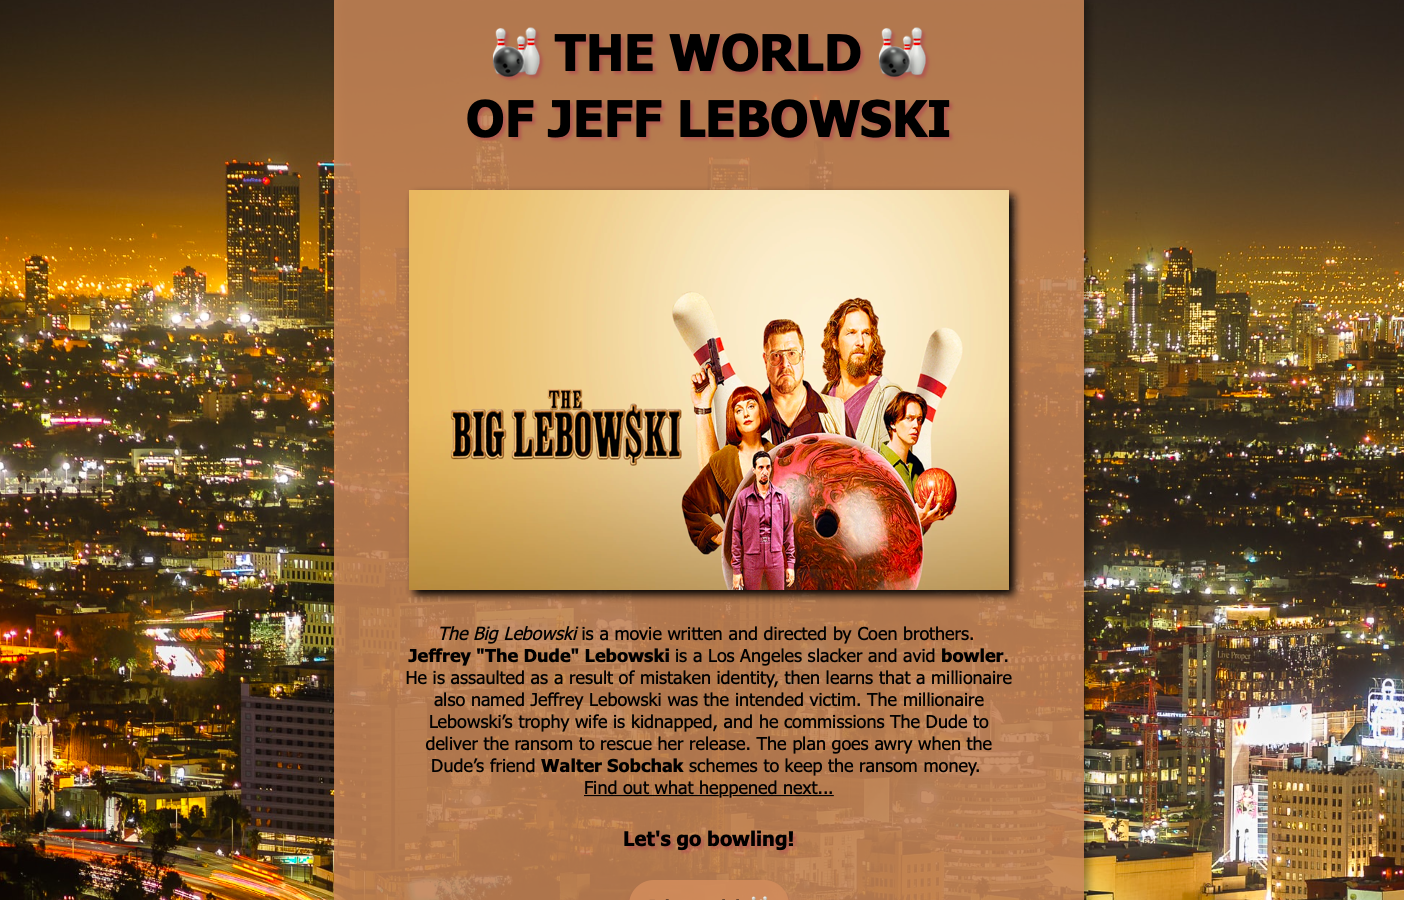 🎳 THE WORLD 🎳
OF JEFF LEBOWSKI
THE
BIG LEBOW$KI
The Big Lebowski is a movie written and directed by Coen brothers.
Jeffrey "The Dude" Lebowski is a Los Angeles slacker and avid bowler.
He is assaulted as a result of mistaken identity, then learns that a millionaire
also named Jeffrey Lebowski was the intended victim. The millionaire
Lebowski’s trophy wife is kidnapped, and he commissions The Dude to
deliver the ransom to rescue her release. The plan goes awry when the
Dude’s friend Walter Sobchak schemes to keep the ransom money.
Find out what heppened next...
Let's go bowling!